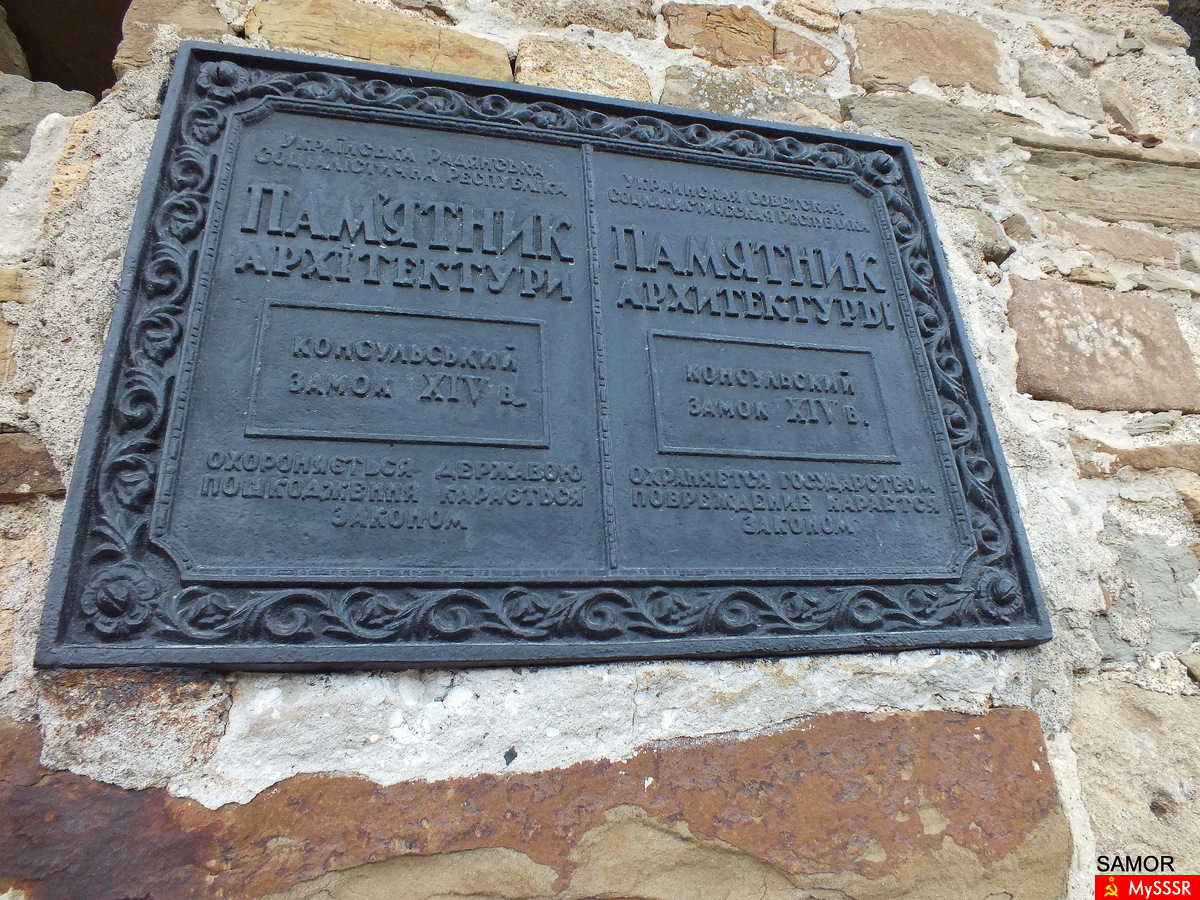 УКРАЇНСЬКА РАДЯНСЬКА
СОЦІАЛІСТИЧНА РЕСПУБЛІКА
ПАМ'ЯТНИК
АРХІТЕКТУРИ
КОНСУЛЬСЬКИЙ
ЗАМОК XIV В.
ОХОРОНЯЄТЬСЯ ДЕРЖАВОЮ
ПОШКОДЖЕННЯ КАРАЄТЬСЯ
ЗАКОНОМ
УКРАИНСКАЯ СОВЕТСКАЯ
СОЦИАЛИСТИЧЕСКАЯ РЕСПУБЛИКА
ПАМЯТНИК
АРХИТЕКТУРЫ
КОНСУЛЬСКИЙ
ЗАМОК XIV В.
ОХРАНЯЕТСЯ ГОСУДАРСТВОМ
ПОВРЕЖДЕНИЕ КАРАЕТСЯ
ЗАКОНОМ
SAMOR
MySSSR